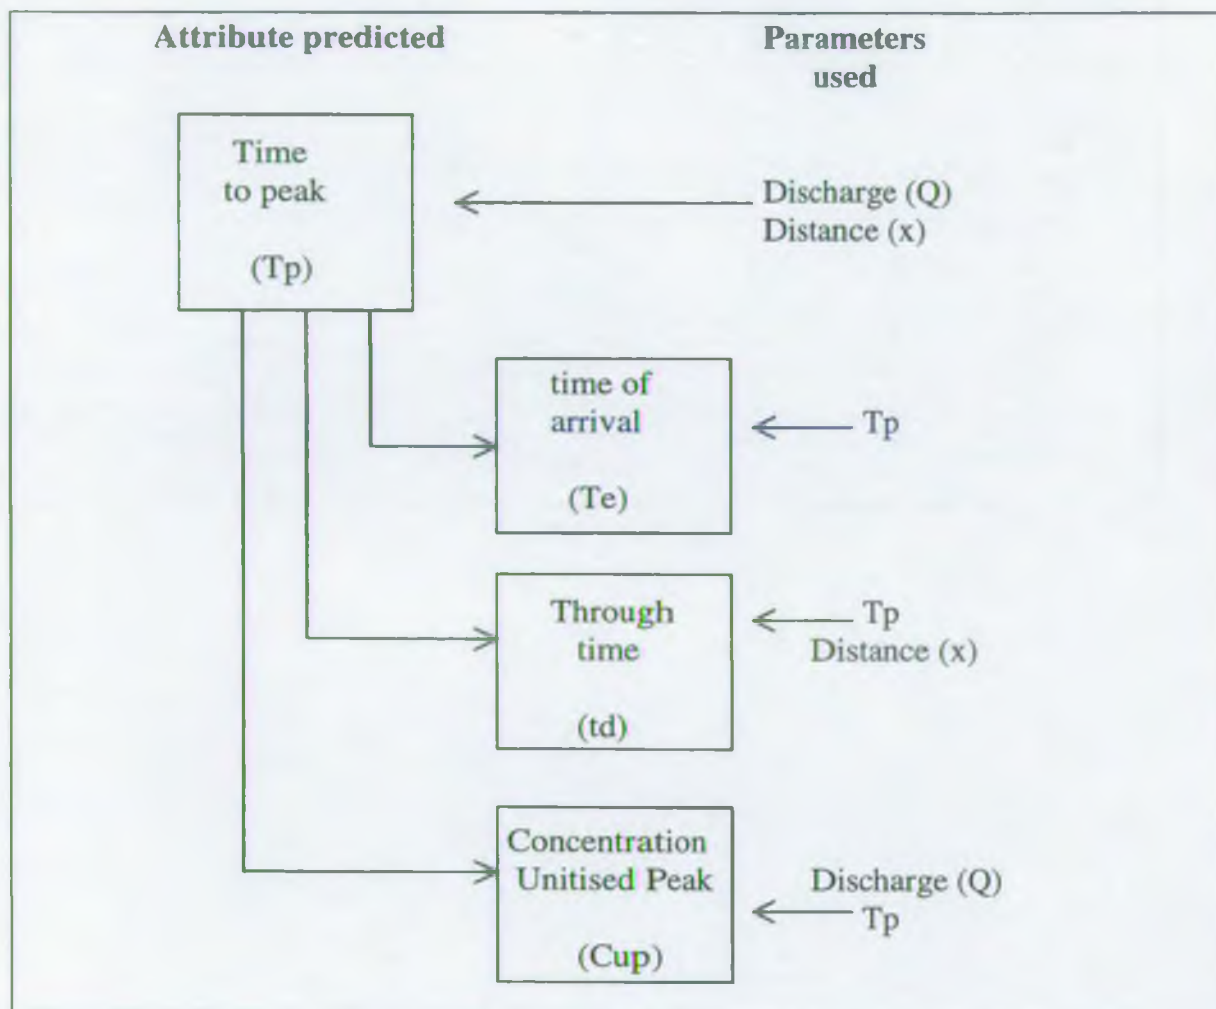 Attribute predicted
Parameters
used
Time
to peak
(Tp)
Discharge (Q)
Distance (x)
time of
arrival
(Te)
Tp
Through
time
(td)
Tp
Distance (x)
Concentration
Unitised Peak
(Cup)
Discharge (Q)
Tp